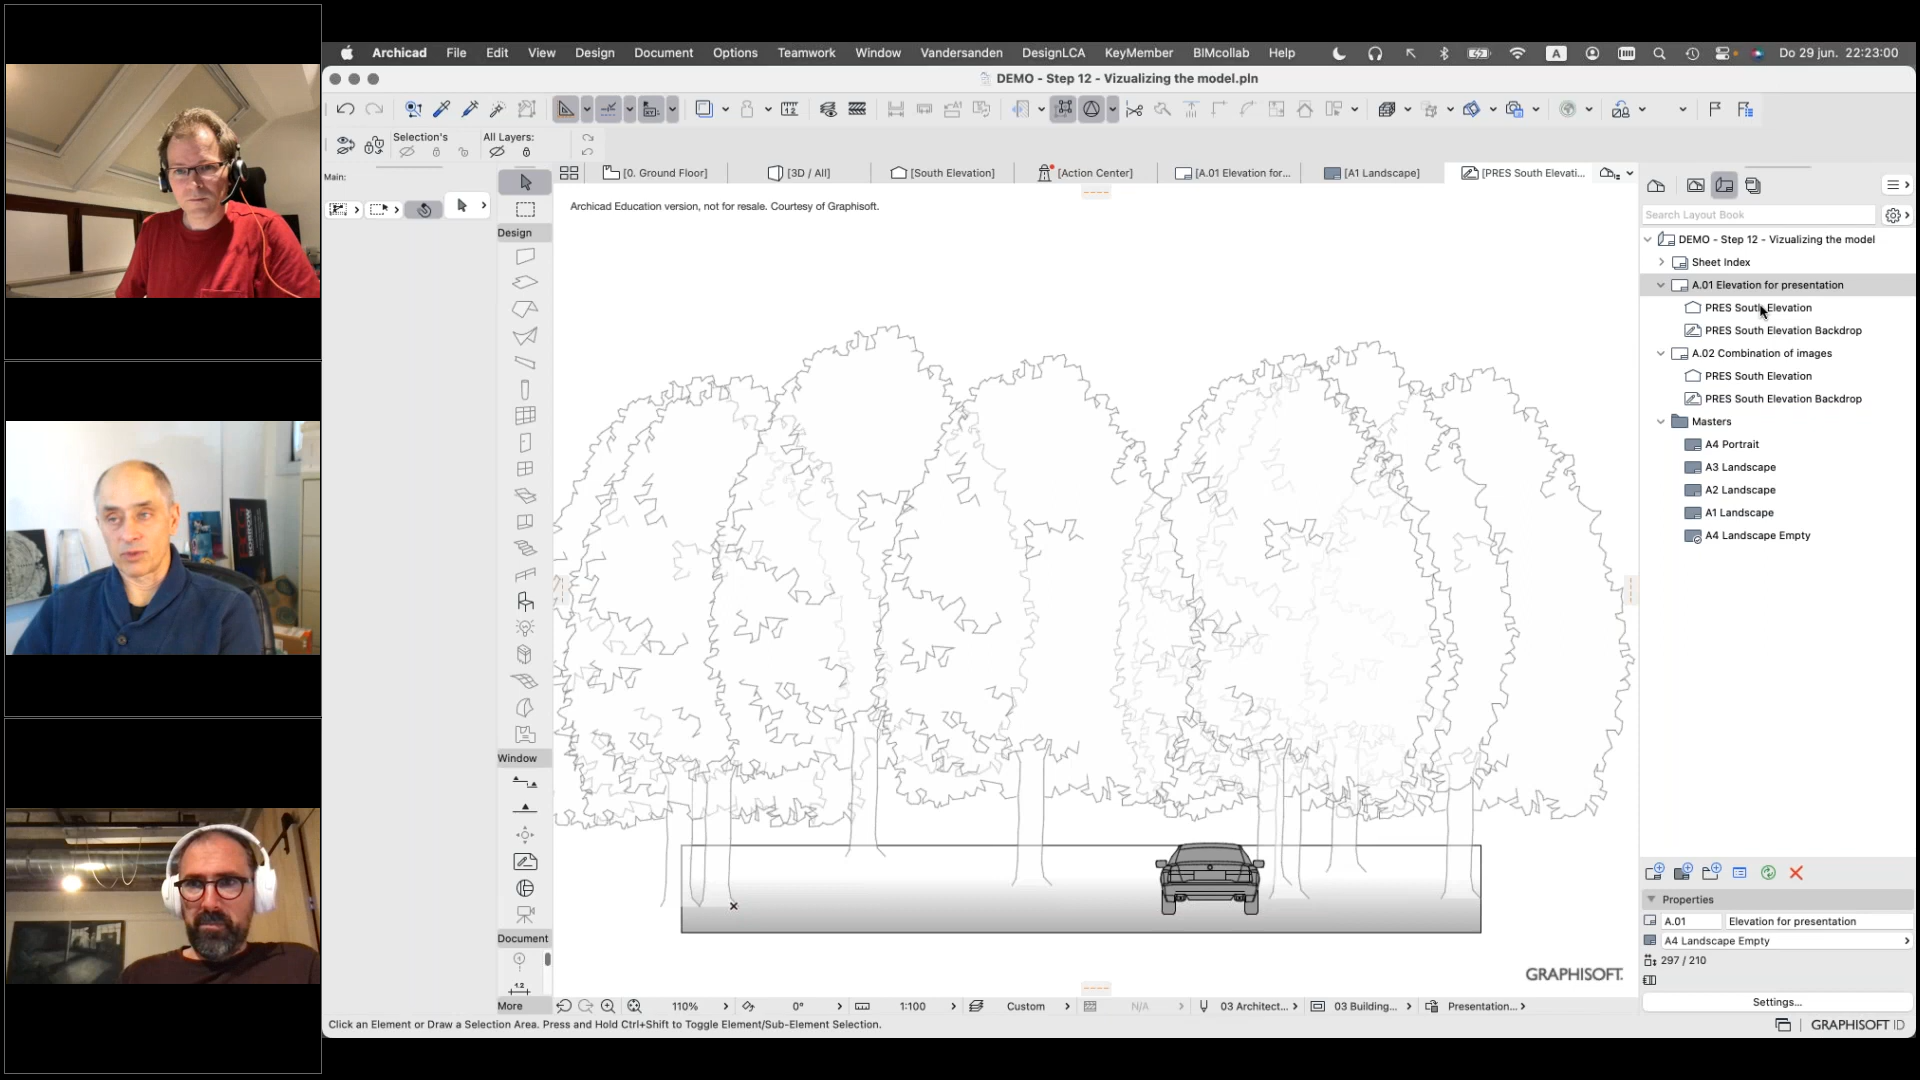 Archicad File Edit View Design Document Options Teamwork Window Vandersanden DesignLCA KeyMember BIMcollab Help A Do 29 jun. 22:23:00
DEMO - Step 12 - Vizualizing the model.pln
Selection's
All Layers:
Main:
[0. Ground Floor] [3D / All] [South Elevation] [Action Center] [A.01 Elevation for... [A1 Landscape] [PRES South Elevati...
Archicad Education version, not for resale. Courtesy of Graphisoft.
Design
Window
Document
1.2
More
Search Layout Book
DEMO - Step 12 - Vizualizing the model
Sheet Index
A.01 Elevation for presentation
PRES South Elevation
PRES South Elevation Backdrop
A.02 Combination of images
PRES South Elevation
PRES South Elevation Backdrop
Masters
A4 Portrait
A3 Landscape
A2 Landscape
A1 Landscape
A4 Landscape Empty
Properties
A.01 Elevation for presentation
A4 Landscape Empty
297 / 210
Settings...
GRAPHISOFT.
110% 0° 1:100 Custom N/A 03 Architect... 03 Building... Presentation...
Click an Element or Draw a Selection Area. Press and Hold Ctrl+Shift to Toggle Element/Sub-Element Selection.
GRAPHISOFT ID